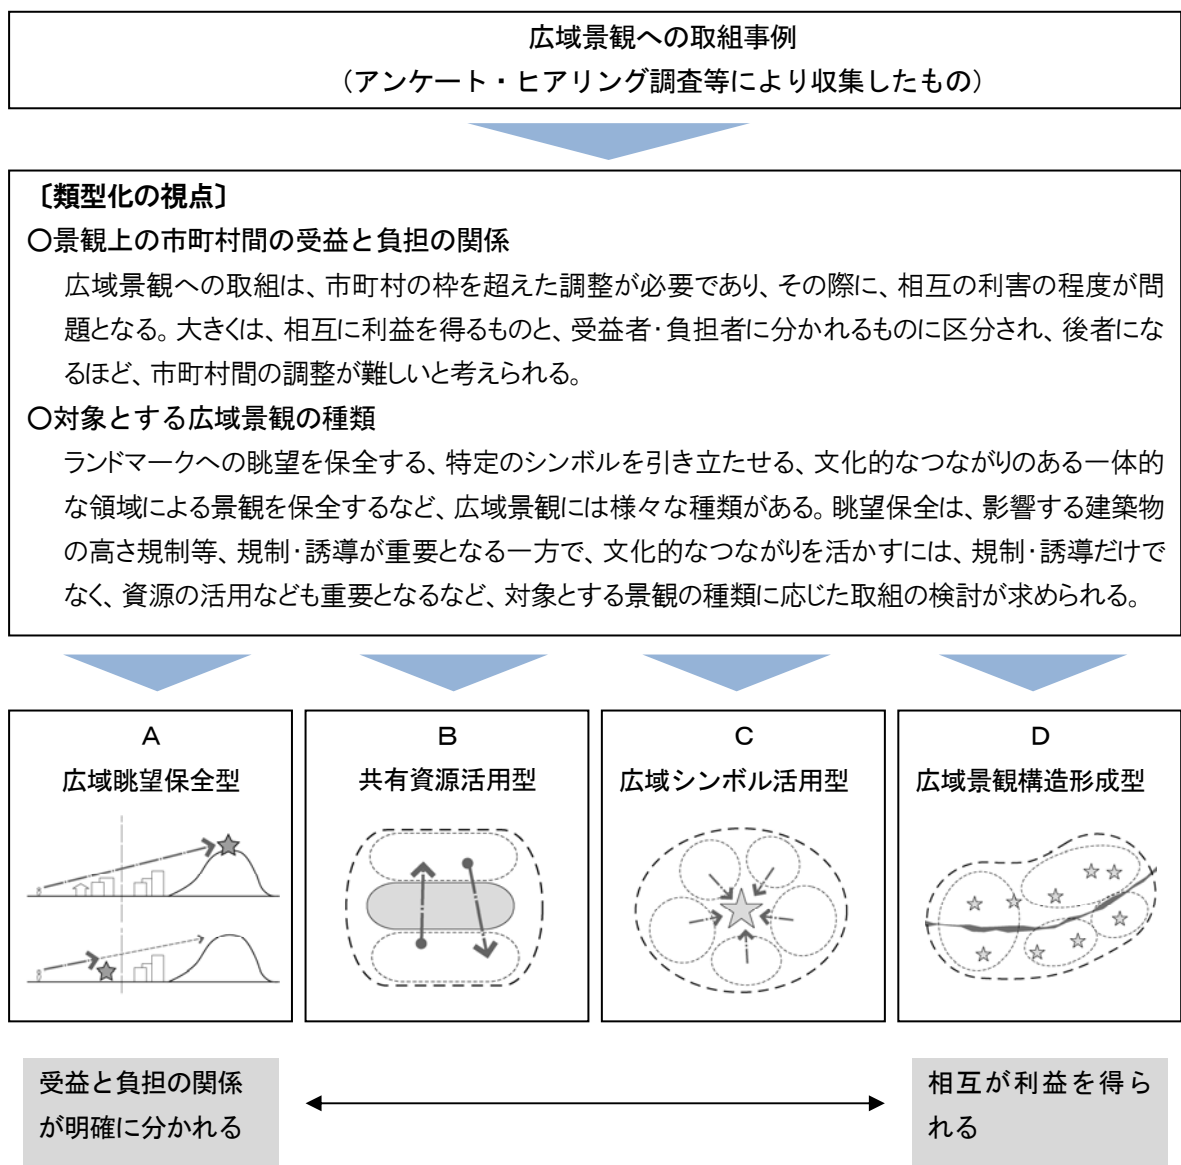 広域景観への取組事例
（アンケート・ヒアリング調査等により収集したもの）
〔類型化の視点〕
○景観上の市町村間の受益と負担の関係
広域景観への取組は、市町村の枠を超えた調整が必要であり、その際に、相互の利害の程度が問
題となる。大きくは、相互に利益を得るものと、受益者・負担者に分かれるものに区分され、後者にな
るほど、市町村間の調整が難しいと考えられる。
○対象とする広域景観の種類
ランドマークへの眺望を保全する、特定のシンボルを引き立たせる、文化的なつながりのある一体的
な領域による景観を保全するなど、広域景観には様々な種類がある。眺望保全は、影響する建築物
の高さ規制等、規制・誘導が重要となる一方で、文化的なつながりを活かすには、規制・誘導だけで
なく、資源の活用なども重要となるなど、対象とする景観の種類に応じた取組の検討が求められる。
A
広域眺望保全型
B
共有資源活用型
C
広域シンボル活用型
D
広域景観構造形成型
受益と負担の関係
が明確に分かれる
相互が利益を得ら
れる